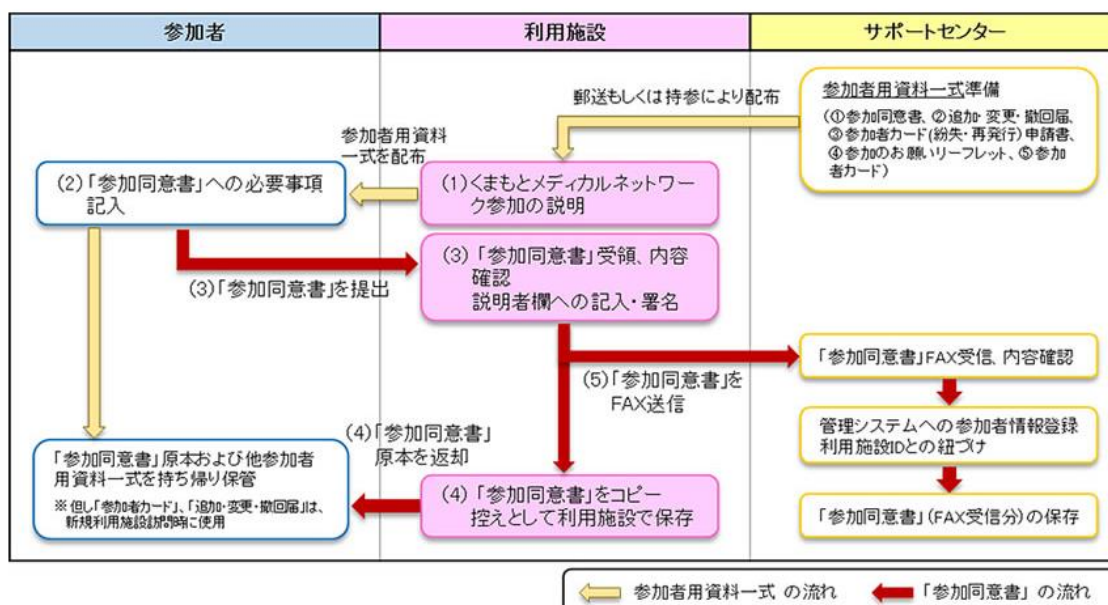 参加者
利用施設
サポートセンター
郵送もしくは持参により配布
参加者用資料一式準備
(①参加同意書、②追加・変更・撤回届、
③参加者カード(紛失・再発行)申請書、
④参加のお願いリーフレット、⑤参加
者カード)
参加者用資料
一式を配布
(1)くまもとメディカルネットワー
ク参加の説明
(2)「参加同意書」への必要事項
記入
(3)「参加同意書」を提出
(3)「参加同意書」受領、内容
確認
説明者欄への記入・署名
(5)「参加同意書」を
FAX送信
「参加同意書」FAX受信、内容確認
管理システムへの参加者情報登録
利用施設IDとの紐づけ
「参加同意書」(FAX受信分)の保存
(4)「参加同意書」
原本を返却
(4)「参加同意書」をコピー
控えとして利用施設で保存
「参加同意書」原本および他参加者
用資料一式を持ち帰り保管
※但し「参加者カード」、「追加・変更・撤回届」は、
新規利用施設訪問時に使用
参加者用資料一式 の流れ
「参加同意書」 の流れ